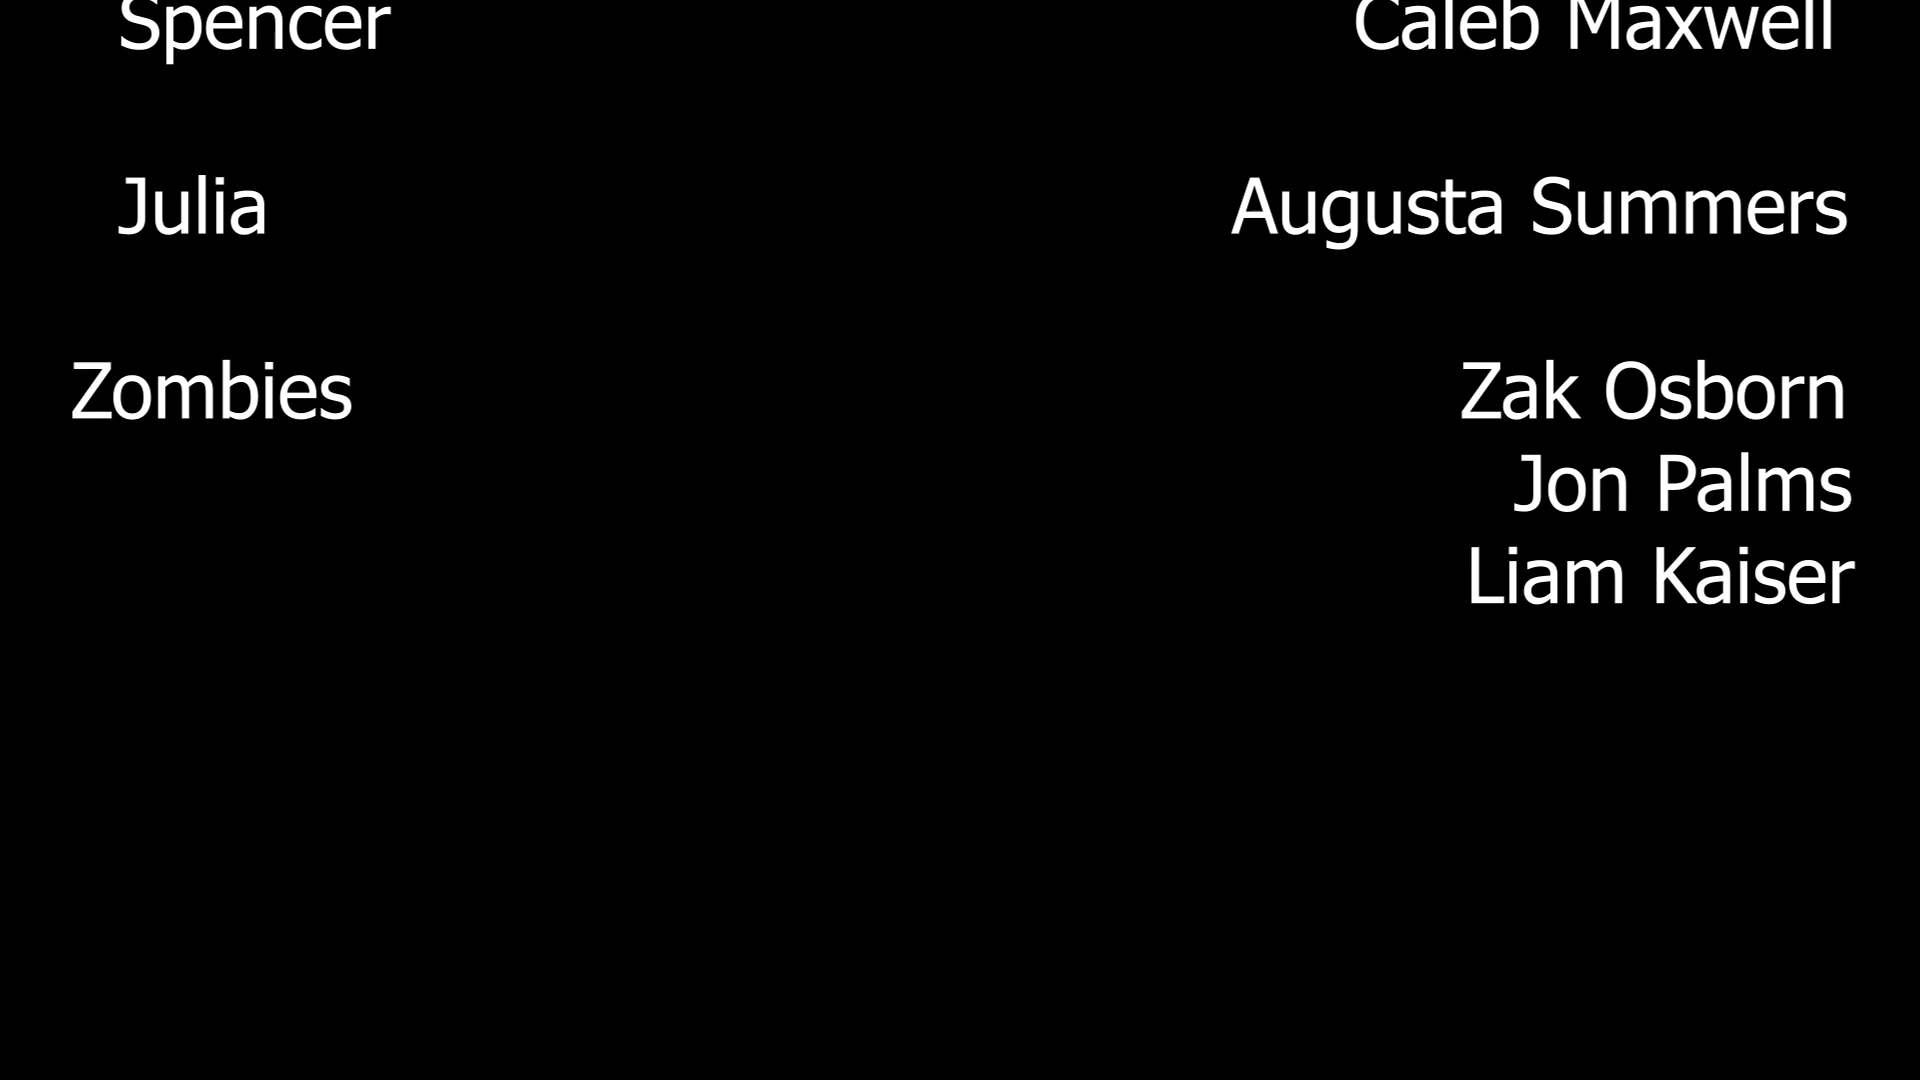 Spencer Caleb Maxwell
Julia Augusta Summers
Zombies Zak Osborn
Jon Palms
Liam Kaiser